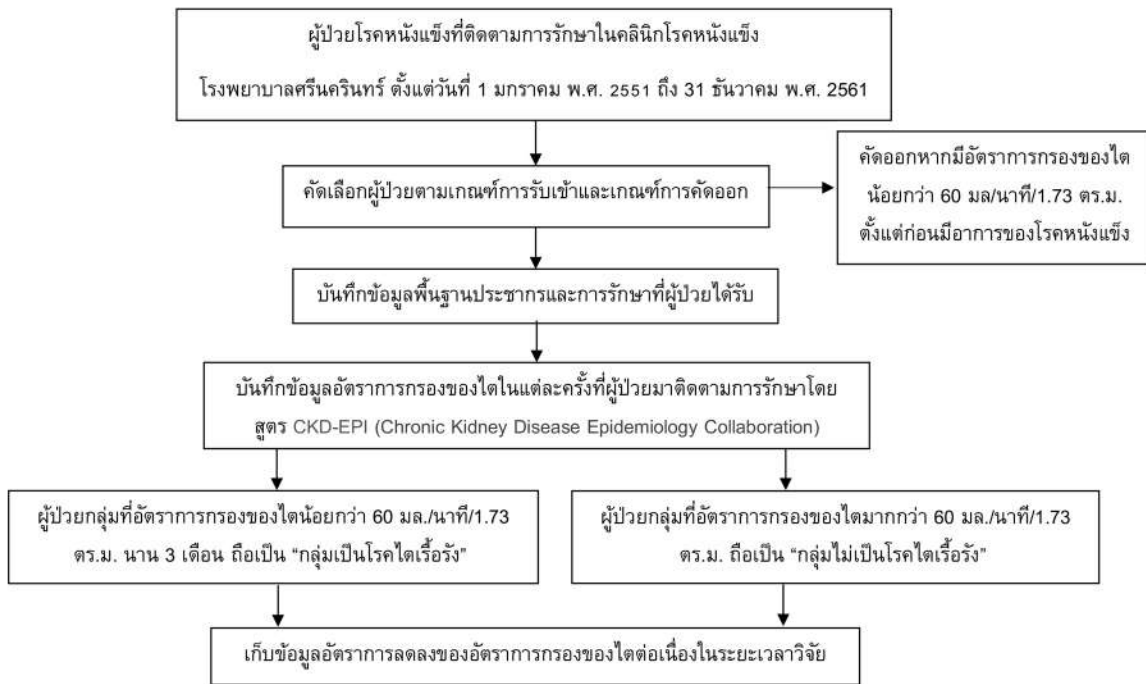 ผู้ป่วยโรคหนังแข็งที่ติดตามการรักษาในคลินิกโรคหนังแข็ง
โรงพยาบาลศรีนครินทร์ ตั้งแต่วันที่ 1 มกราคม พ.ศ. 2551 ถึง 31 ธันวาคม พ.ศ. 2561
คัดเลือกผู้ป่วยตามเกณฑ์การรับเข้าและเกณฑ์การคัดออก
คัดออกหากมีอัตราการกรองของไต
น้อยกว่า 60 มล/นาที/1.73 ตร.ม.
ตั้งแต่ก่อนมีอาการของโรคหนังแข็ง
บันทึกข้อมูลพื้นฐานประชากรและการรักษาที่ผู้ป่วยได้รับ
บันทึกข้อมูลอัตราการกรองของไตในแต่ละครั้งที่ผู้ป่วยมาติดตามการรักษาโดย
สูตร CKD-EPI (Chronic Kidney Disease Epidemiology Collaboration)
ผู้ป่วยกลุ่มที่อัตราการกรองของไตน้อยกว่า 60 มล./นาที/1.73
ตร.ม. นาน 3 เดือน ถือเป็น “กลุ่มเป็นโรคไตเรื้อรัง”
ผู้ป่วยกลุ่มที่อัตราการกรองของไตมากกว่า 60 มล./นาที/1.73
ตร.ม. ถือเป็น “กลุ่มไม่เป็นโรคไตเรื้อรัง”
เก็บข้อมูลอัตราการลดลงของอัตราการกรองของไตต่อเนื่องในระยะเวลาวิจัย